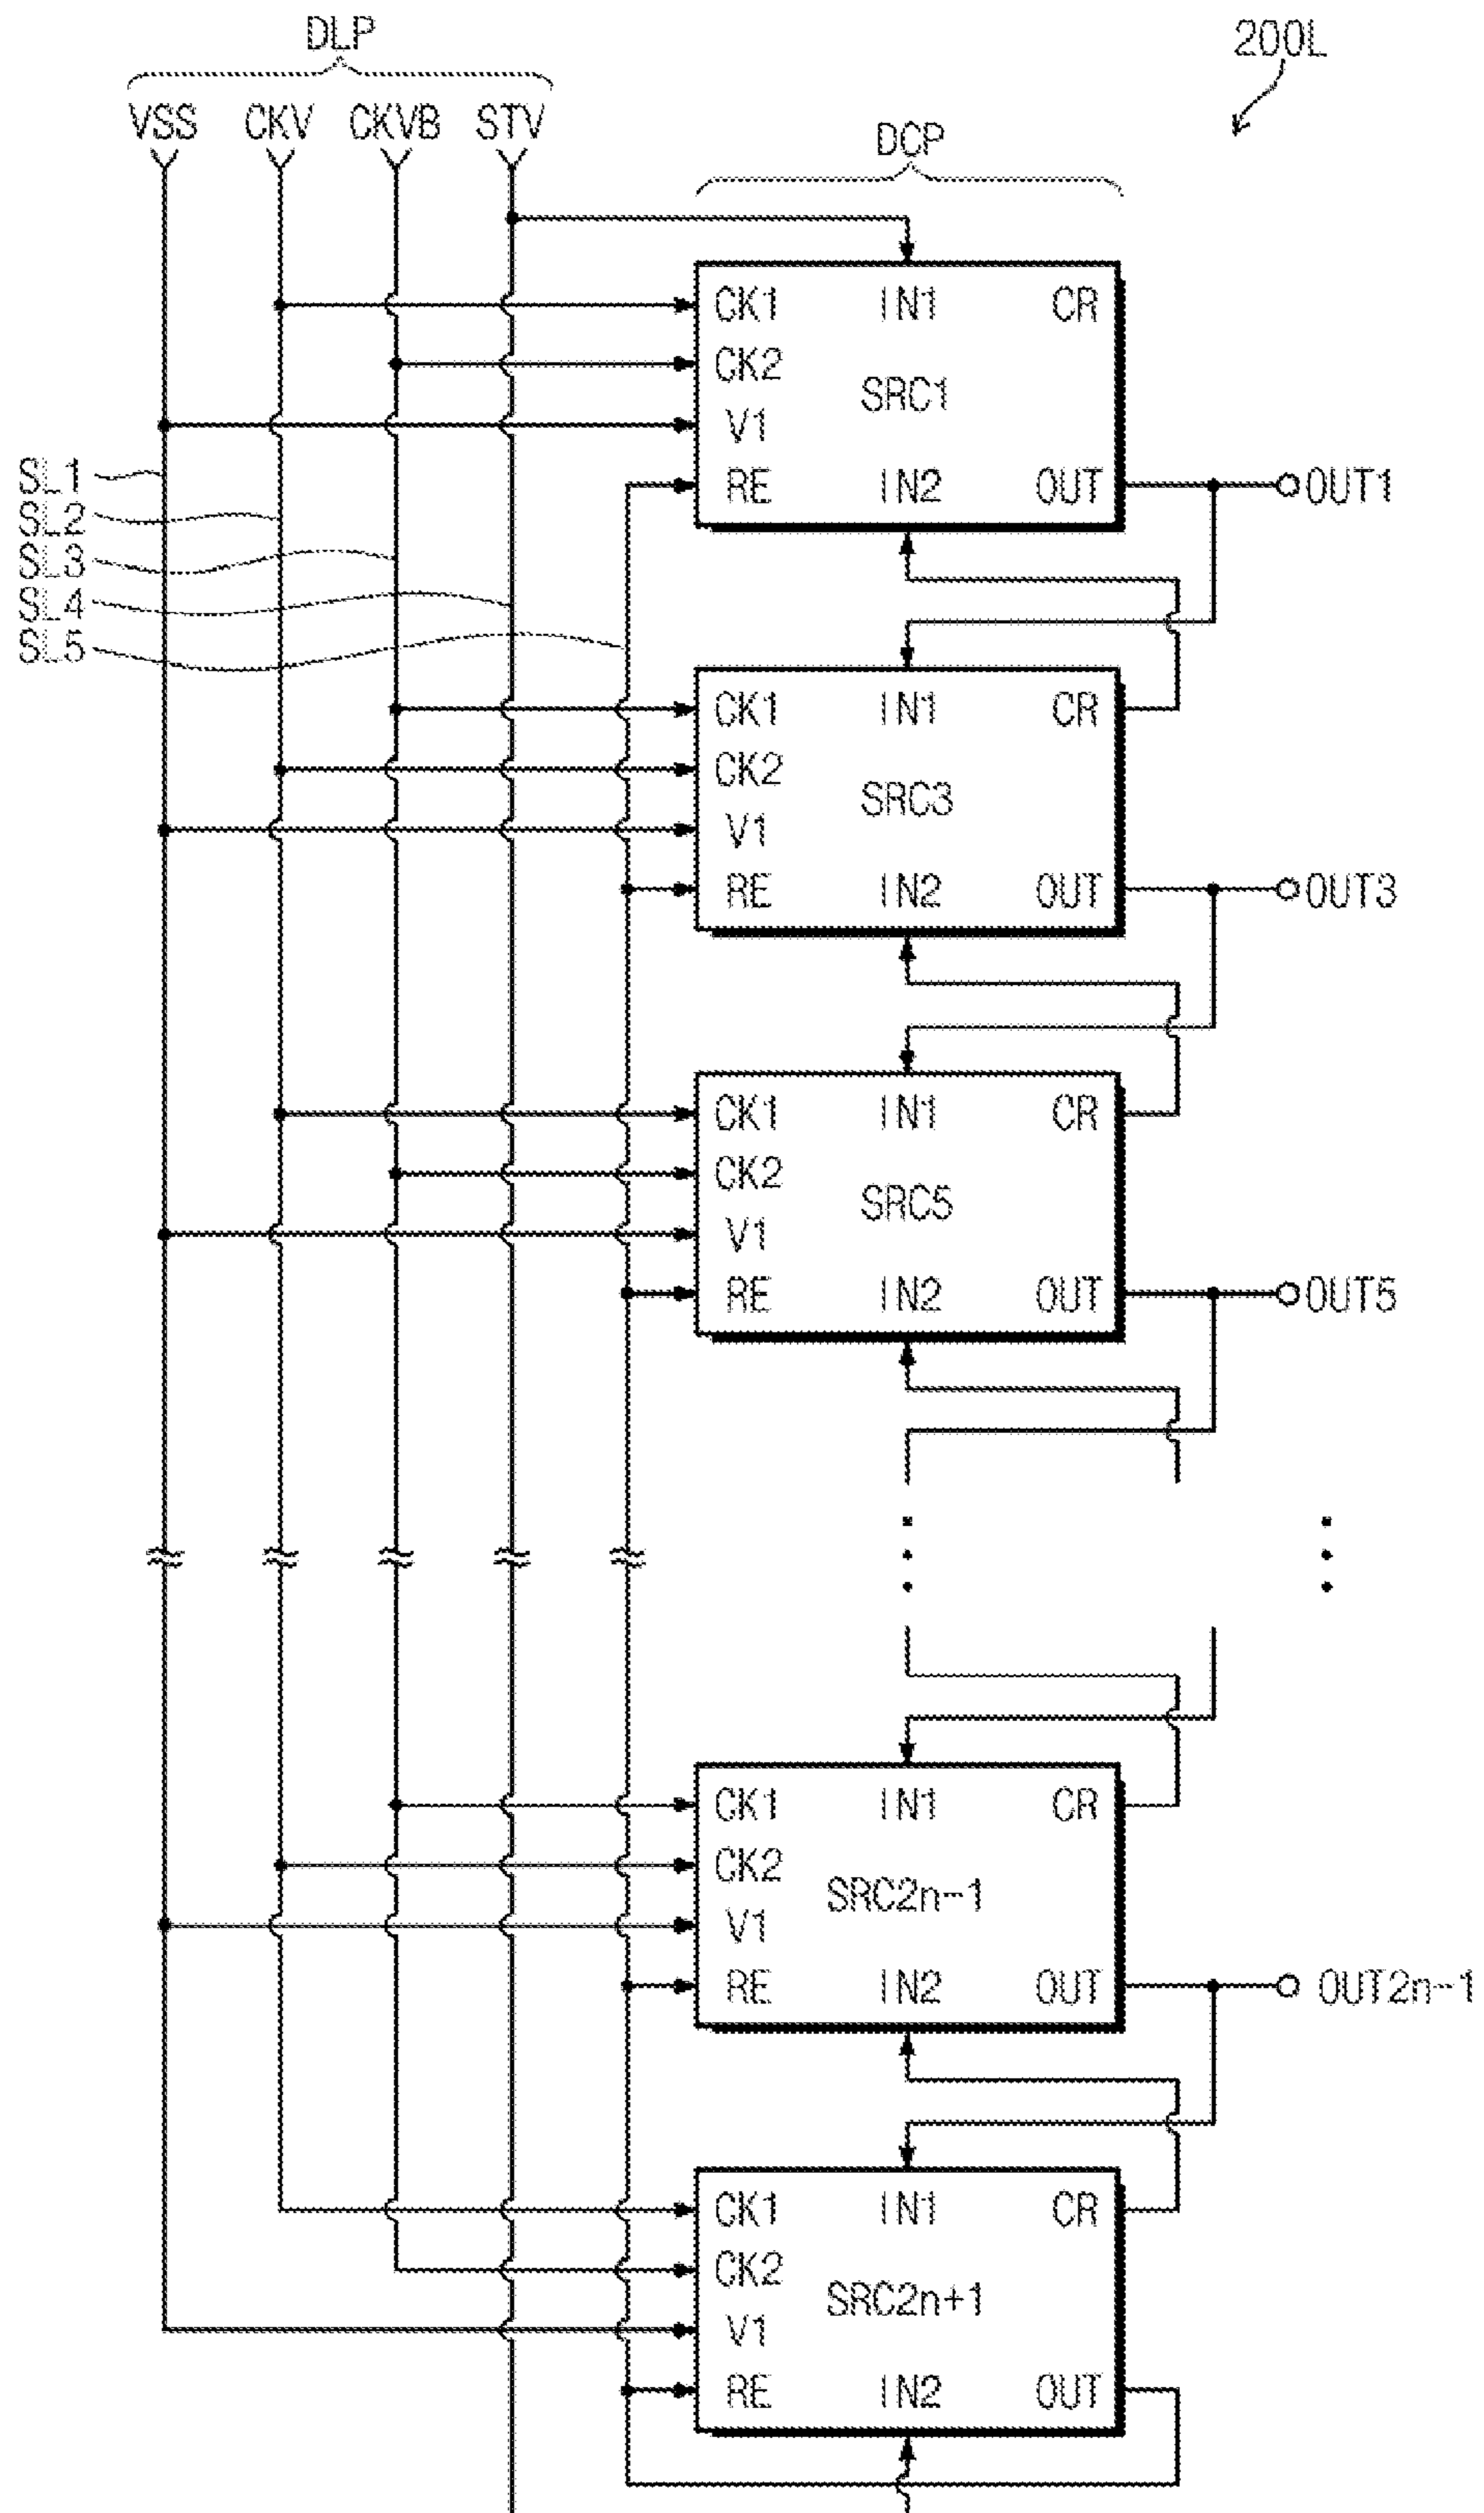 DLP
200L
VSS CKV CKVB STV
DCP
CK1 IN1 CR
CK2
SRC1
V1
RE IN2 OUT
OUT1
SL1
SL2
SL3
SL4
SL5
CK1 IN1 CR
CK2
SRC3
V1
RE IN2 OUT
OUT3
CK1 IN1 CR
CK2
SRC5
V1
RE IN2 OUT
OUT5
CK1 IN1 CR
CK2
SRC2n-1
V1
RE IN2 OUT
OUT2n-1
CK1 IN1 CR
CK2
SRC2n+1
V1
RE IN2 OUT